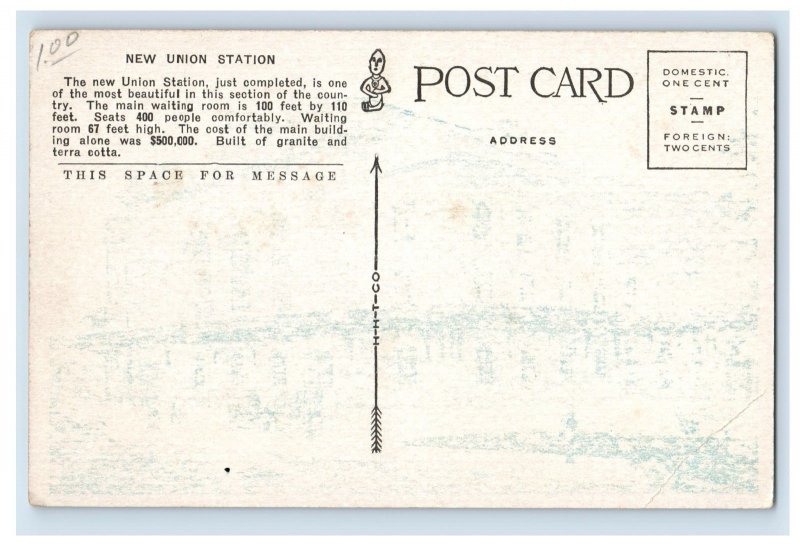 1.00
NEW UNION STATION
The new Union Station, just completed, is one
of the most beautiful in this section of the coun-
try. The main waiting room is 100 feet by 110
feet. Seats 400 people comfortably. Waiting
room 67 feet high. The cost of the main build-
ing alone was $500,000. Built of granite and
terra cotta.
THIS SPACE FOR MESSAGE
H-H-T-CO
POST CARD
ADDRESS
DOMESTIC.
ONE CENT
STAMP
FOREIGN:
TWO CENTS